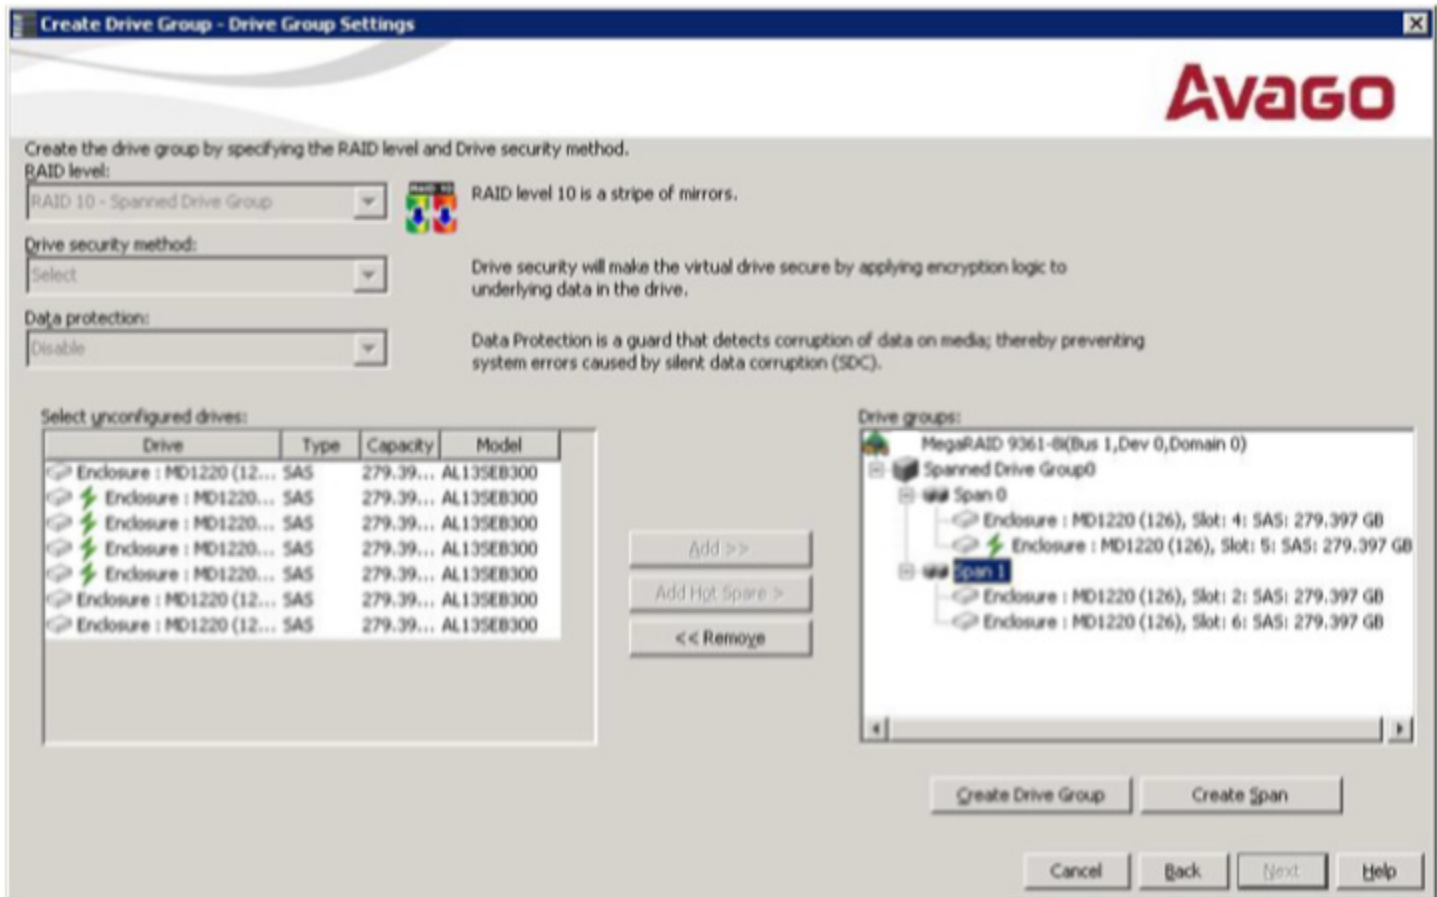 Create Drive Group - Drive Group Settings
AVAGO
Create the drive group by specifying the RAID level and Drive security method.
RAID level:
RAID 10 - Spanned Drive Group
RAID 10
RAID level 10 is a stripe of mirrors.
Drive security method:
Select
Drive security will make the virtual drive secure by applying encryption logic to
underlying data in the drive.
Data protection:
Disable
Data Protection is a guard that detects corruption of data on media; thereby preventing
system errors caused by silent data corruption (SDC).
Select unconfigured drives:
Drive Type Capacity Model
Enclosure : MD1220 (12... SAS 279.39... AL13SEB300
Enclosure : MD1220... SAS 279.39... AL13SEB300
Enclosure : MD1220... SAS 279.39... AL13SEB300
Enclosure : MD1220... SAS 279.39... AL13SEB300
Enclosure : MD1220... SAS 279.39... AL13SEB300
Enclosure : MD1220 (12... SAS 279.39... AL13SEB300
Enclosure : MD1220 (12... SAS 279.39... AL13SEB300
Add >>
Add Hot Spare >
<< Remove
Drive groups:
MegaRAID 9361-8i(Bus 1,Dev 0,Domain 0)
Spanned Drive Group0
Span 0
Enclosure : MD1220 (126), Slot: 4: SAS: 279.397 GB
Enclosure : MD1220 (126), Slot: 5: SAS: 279.397 GB
Span 1
Enclosure : MD1220 (126), Slot: 2: SAS: 279.397 GB
Enclosure : MD1220 (126), Slot: 6: SAS: 279.397 GB
Create Drive Group
Create Span
Cancel
Back
Next
Help